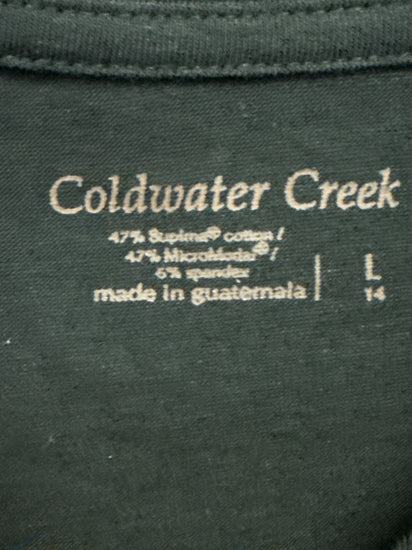 Coldwater Creek
47% Supima® cotton /
47% MicroModal® /
6% spandex
made in guatemala | L
14